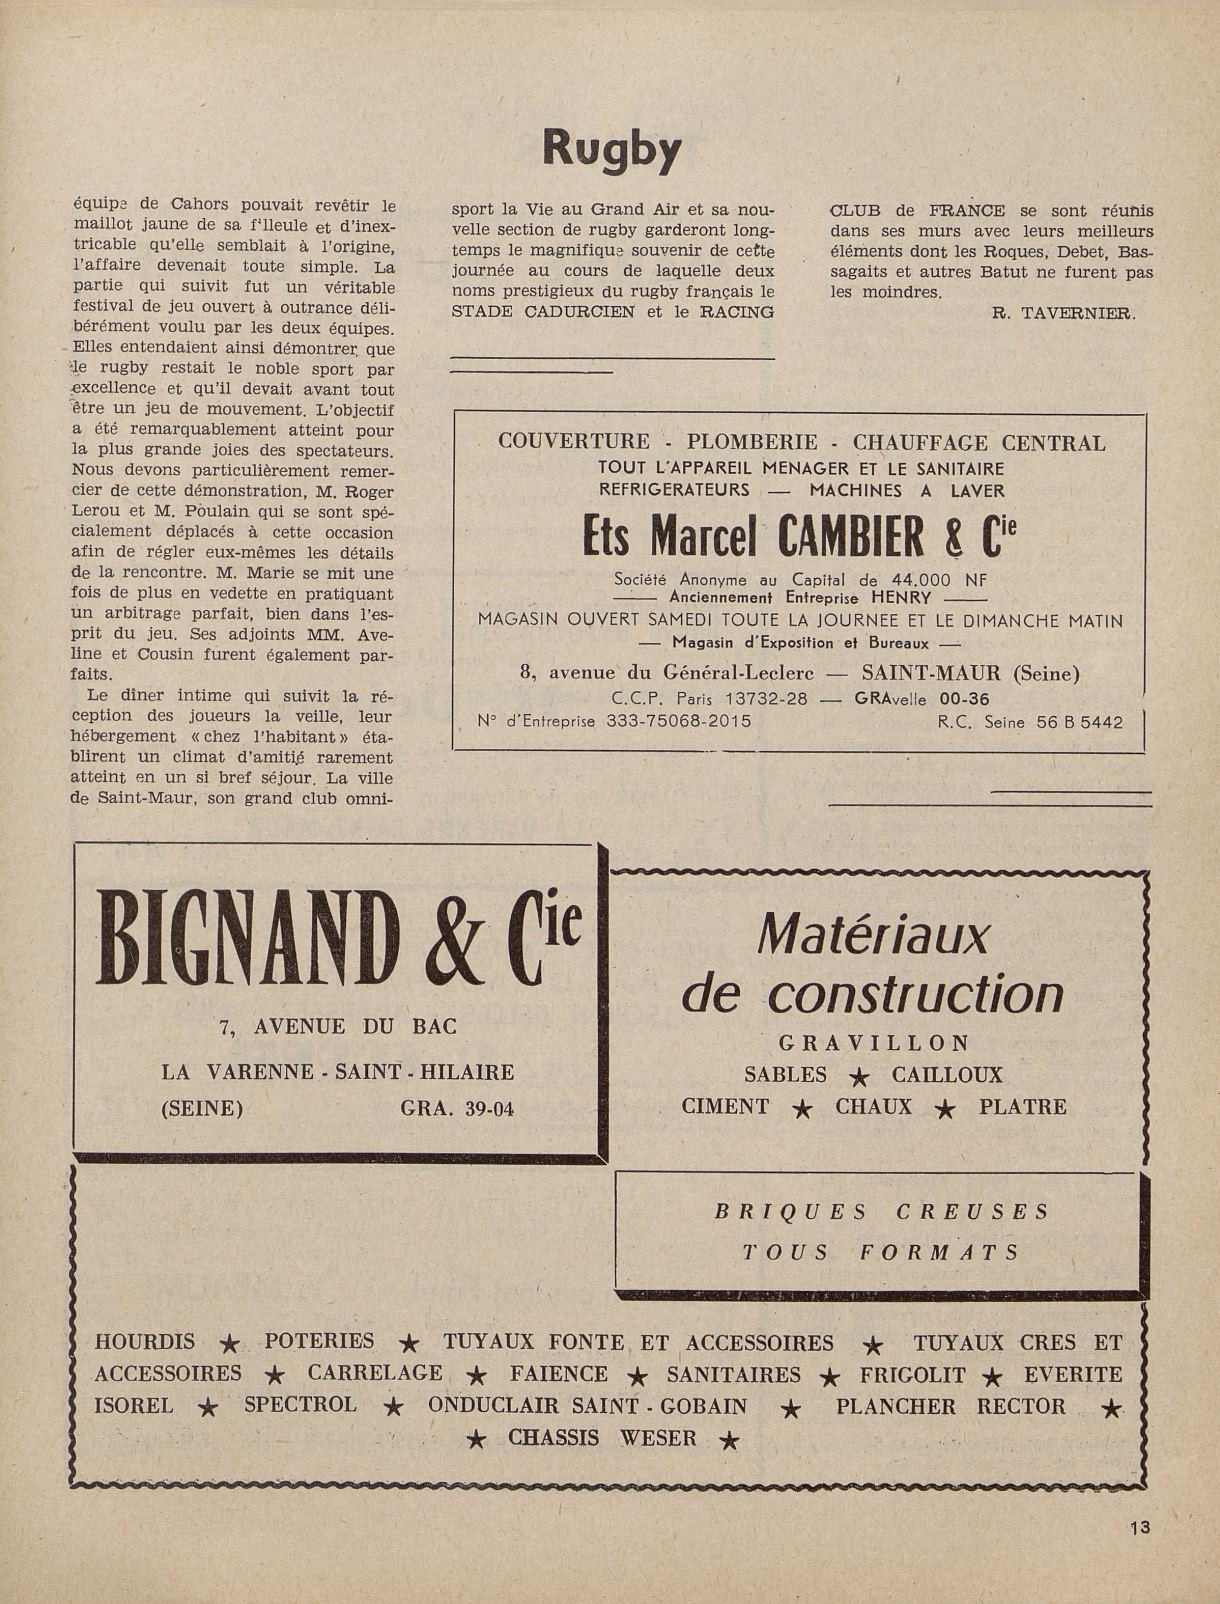 Rugby
équipe de Cahors pouvait revêtir le
maillot jaune de sa filleule et d'inex-
tricable qu'elle semblait à l'origine,
l'affaire devenait toute simple. La
partie qui suivit fut un véritable
festival de jeu ouvert à outrance déli-
bérément voulu par les deux équipes.
Elles entendaient ainsi démontrer que
le rugby restait le noble sport par
excellence et qu'il devait avant tout
être un jeu de mouvement. L'objectif
a été remarquablement atteint pour
la plus grande joies des spectateurs.
Nous devons particulièrement remer-
cier de cette démonstration, M. Roger
Lerou et M. Poulain qui se sont spé-
cialement déplacés à cette occasion
afin de régler eux-mêmes les détails
de la rencontre. M. Marie se mit une
fois de plus en vedette en pratiquant
un arbitrage parfait, bien dans l'es-
prit du jeu. Ses adjoints MM. Ave-
line et Cousin furent également par-
faits.
Le dîner intime qui suivit la ré-
ception des joueurs la veille, leur
hébergement « chez l'habitant » éta-
blirent un climat d'amitié rarement
atteint en un si bref séjour. La ville
de Saint-Maur, son grand club omni-
sport la Vie au Grand Air et sa nou-
velle section de rugby garderont long-
temps le magnifique souvenir de cette
journée au cours de laquelle deux
noms prestigieux du rugby français le
STADE CADURCIEN et le RACING
CLUB de FRANCE se sont réunis
dans ses murs avec leurs meilleurs
éléments dont les Roques, Debet, Bas-
sagaits et autres Batut ne furent pas
les moindres.
R. TAVERNIER.
COUVERTURE - PLOMBERIE - CHAUFFAGE CENTRAL
TOUT L'APPAREIL MENAGER ET LE SANITAIRE
REFRIGERATEURS — MACHINES A LAVER
Ets Marcel CAMBIER & Cie
Société Anonyme au Capital de 44.000 NF
—— Anciennement Entreprise HENRY ——
MAGASIN OUVERT SAMEDI TOUTE LA JOURNEE ET LE DIMANCHE MATIN
— Magasin d'Exposition et Bureaux —
8, avenue du Général-Leclerc — SAINT-MAUR (Seine)
C.C.P. Paris 13732-28 — GRAvelle 00-36
N° d'Entreprise 333-75068-2015 R.C. Seine 56 B 5442
BIGNAND & Cie
7, AVENUE DU BAC
LA VARENNE - SAINT - HILAIRE
(SEINE) GRA. 39-04
Matériaux
de construction
GRAVILLON
SABLES ★ CAILLOUX
CIMENT ★ CHAUX ★ PLATRE
BRIQUES CREUSES
TOUS FORMATS
HOURDIS ★ POTERIES ★ TUYAUX FONTE ET ACCESSOIRES ★ TUYAUX CRES ET
ACCESSOIRES ★ CARRELAGE ★ FAIENCE ★ SANITAIRES ★ FRIGOLIT ★ EVERITE
ISOREL ★ SPECTROL ★ ONDUCLAIR SAINT - GOBAIN ★ PLANCHER RECTOR ★
★ CHASSIS WESER ★
13